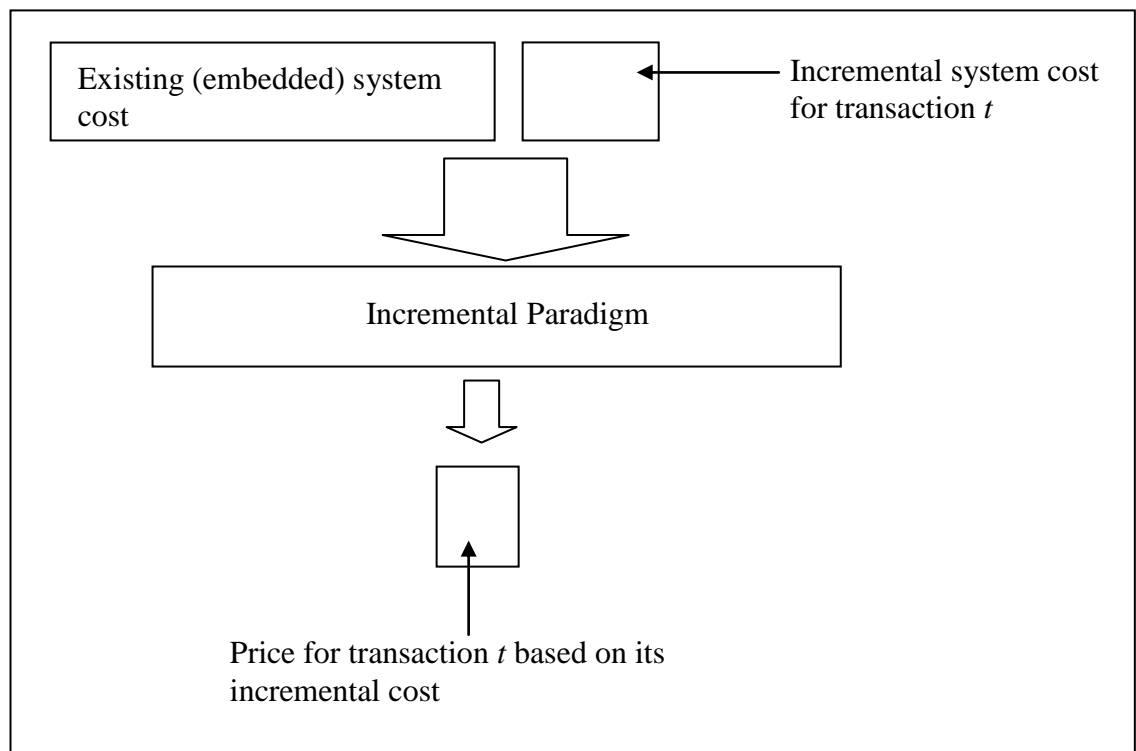 Existing (embedded) system
cost
Incremental system cost
for transaction t
Incremental Paradigm
Price for transaction t based on its
incremental cost